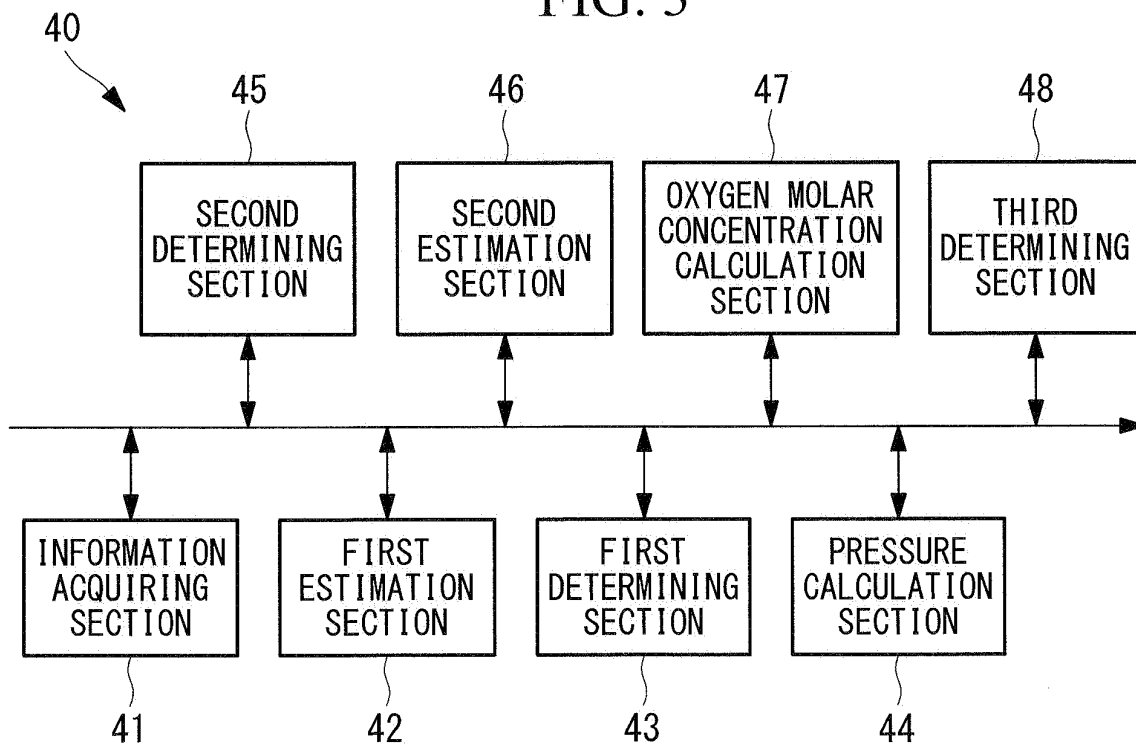 FIG.
40
45
46
47
48
SECOND
DETERMINING
SECTION
SECOND
ESTIMATION
SECTION
OXYGEN MOLAR
CONCENTRATION
CALCULATION
SECTION
THIRD
DETERMINING
SECTION
INFORMATION
ACQUIRING
SECTION
FIRST
ESTIMATION
SECTION
FIRST
DETERMINING
SECTION
PRESSURE
CALCULATION
SECTION
41
42
43
44